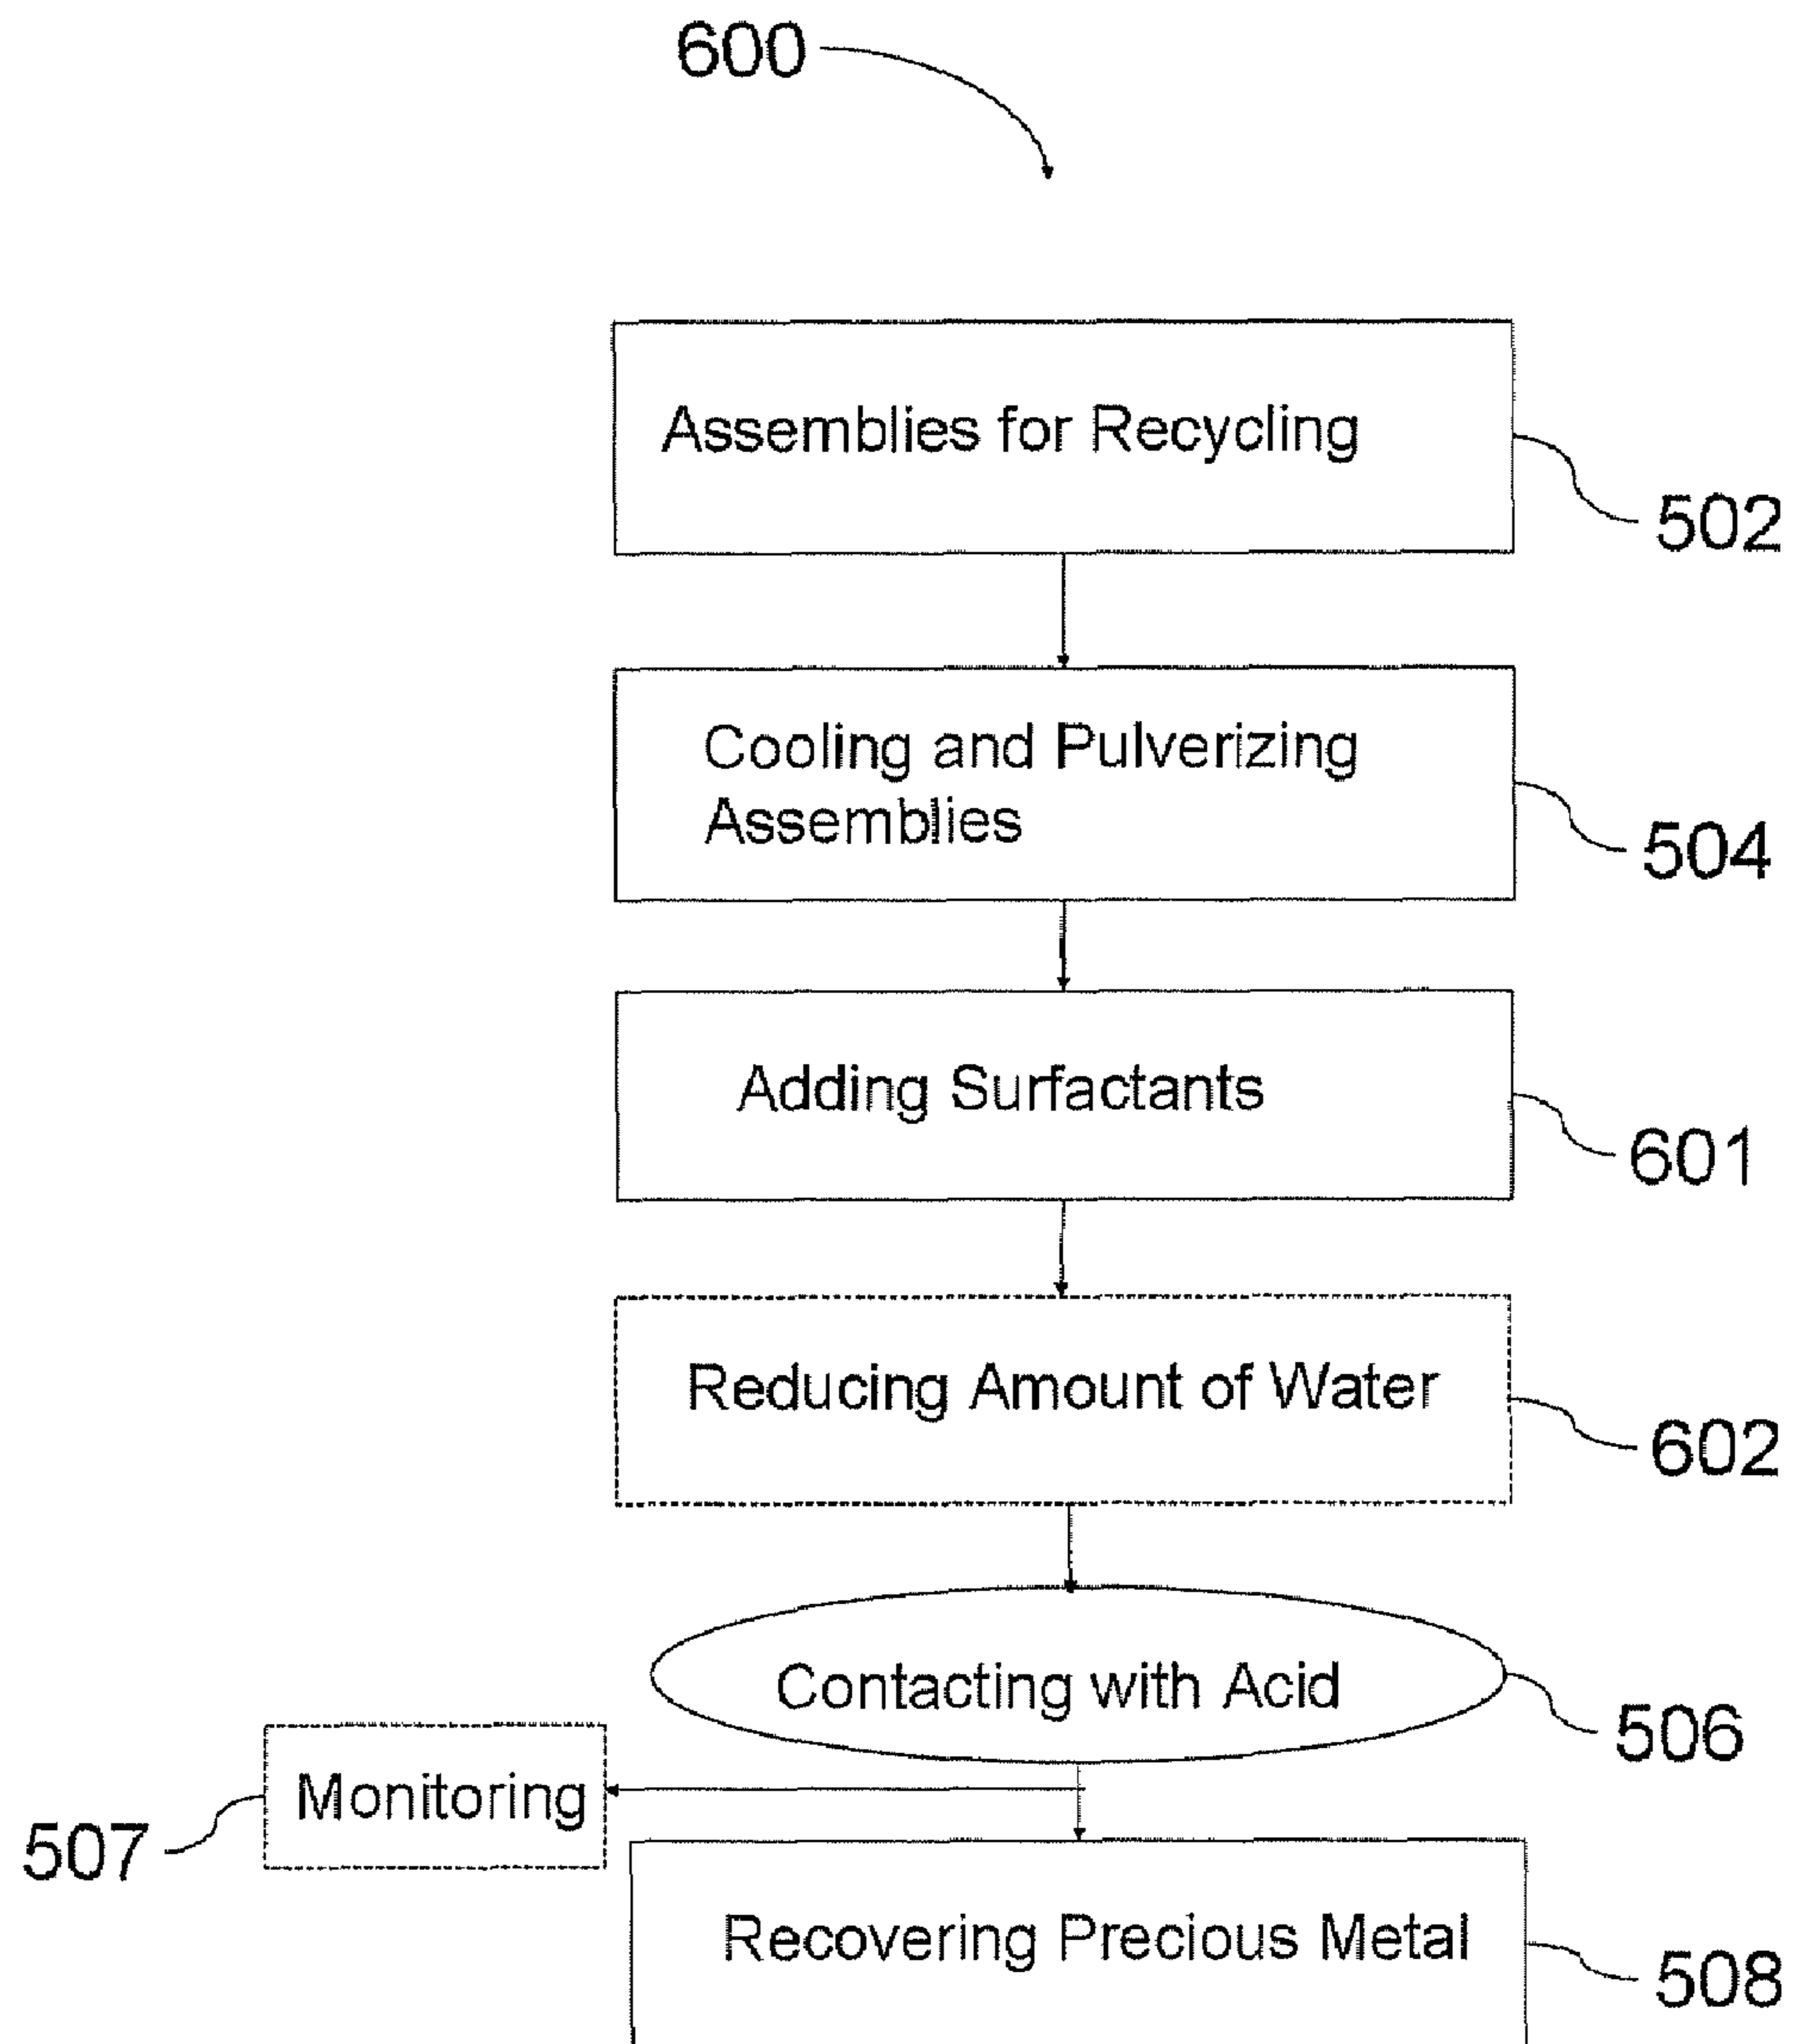 600
Assemblies for Recycling
502
Cooling and Pulverizing
Assemblies
504
Adding Surfactants
601
Reducing Amount of Water
602
Contacting with Acid
506
Monitoring
507
Recovering Precious Metal
508